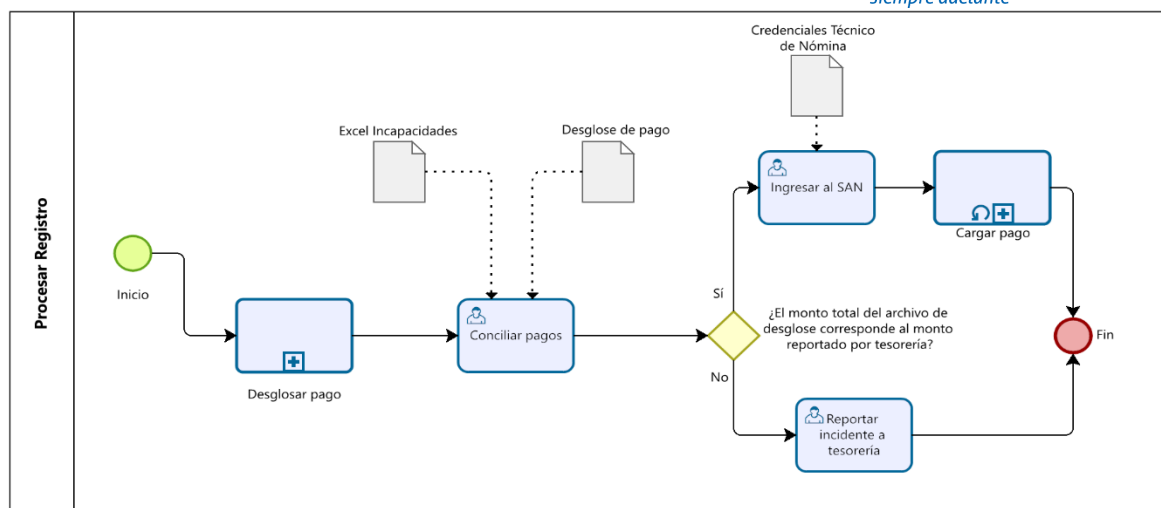 Siempre adelante
Procesar Registro
Credenciales Técnico
de Nómina
Excel Incapacidades
Desglose de pago
Ingresar al SAN
Cargar pago
Inicio
Sí
Conciliar pagos
¿El monto total del archivo de
desglose corresponde al monto
reportado por tesorería?
Fin
No
Desglosar pago
Reportar
incidente a
tesorería